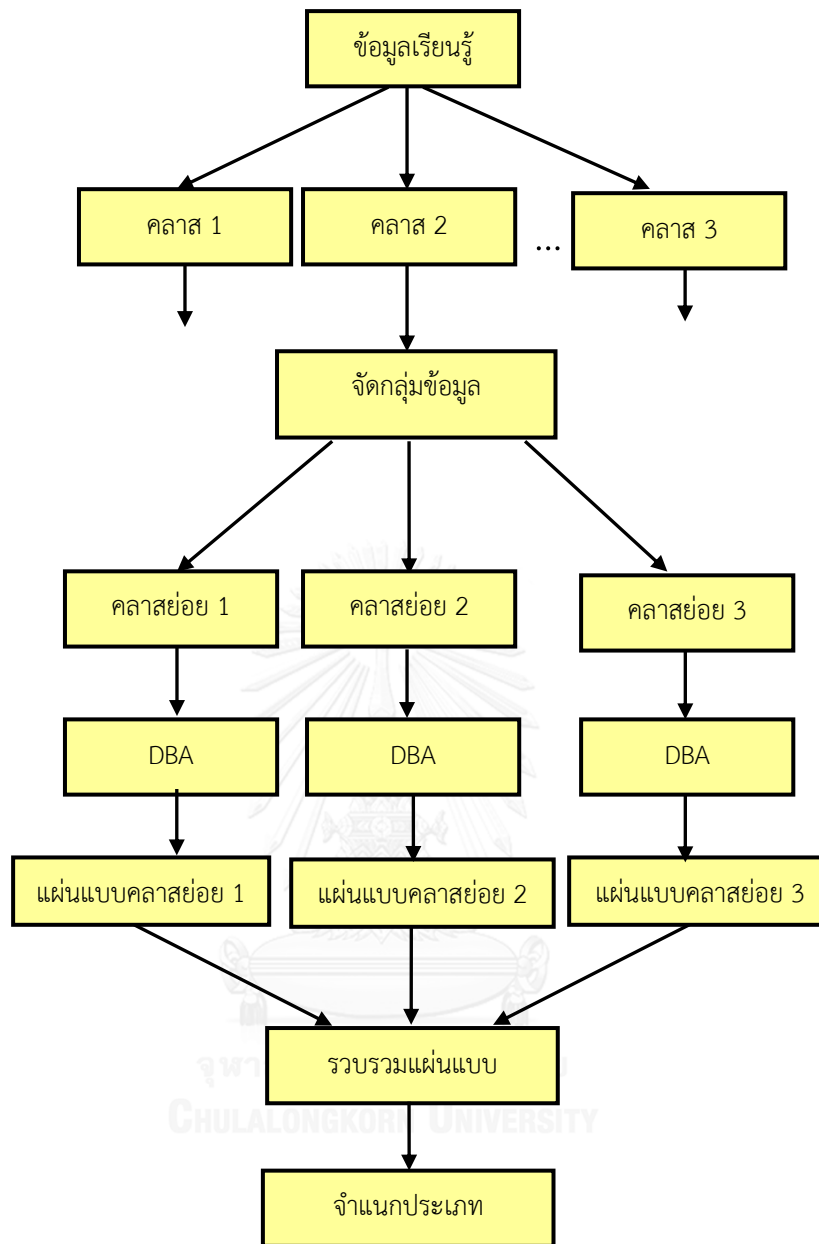 ข้อมูลเรียนรู้
คลาส 1
คลาส 2
...
คลาส 3
จัดกลุ่มข้อมูล
คลาสย่อย 1
คลาสย่อย 2
คลาสย่อย 3
DBA
DBA
DBA
แผ่นแบบคลาสย่อย 1
แผ่นแบบคลาสย่อย 2
แผ่นแบบคลาสย่อย 3
รวบรวมแผ่นแบบ
CHULALONGKORN UNIVERSITY
จำแนกประเภท